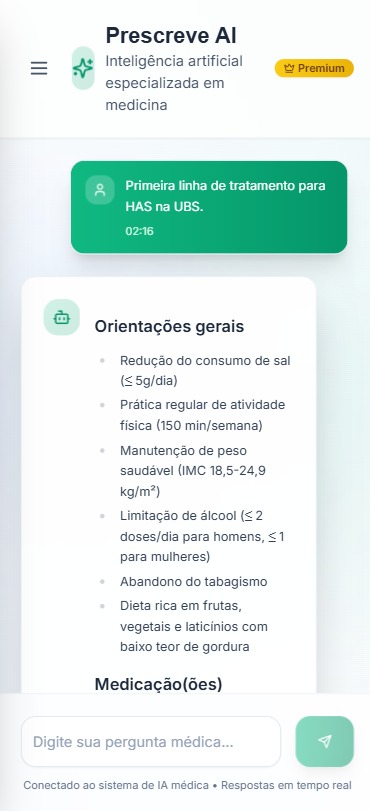 Prescreve AI
Inteligência artificial
especializada em
medicina
Premium
Primeira linha de tratamento para
HAS na UBS.
02:16
Orientações gerais
Redução do consumo de sal
(≤ 5g/dia)
Prática regular de atividade
física (150 min/semana)
Manutenção de peso
saudável (IMC 18,5-24,9
kg/m²)
Limitação de álcool (≤ 2
doses/dia para homens, ≤ 1
para mulheres)
Abandono do tabagismo
Dieta rica em frutas,
vegetais e laticínios com
baixo teor de gordura
Medicação(ões)
Digite sua pergunta médica...
Conectado ao sistema de IA médica • Respostas em tempo real